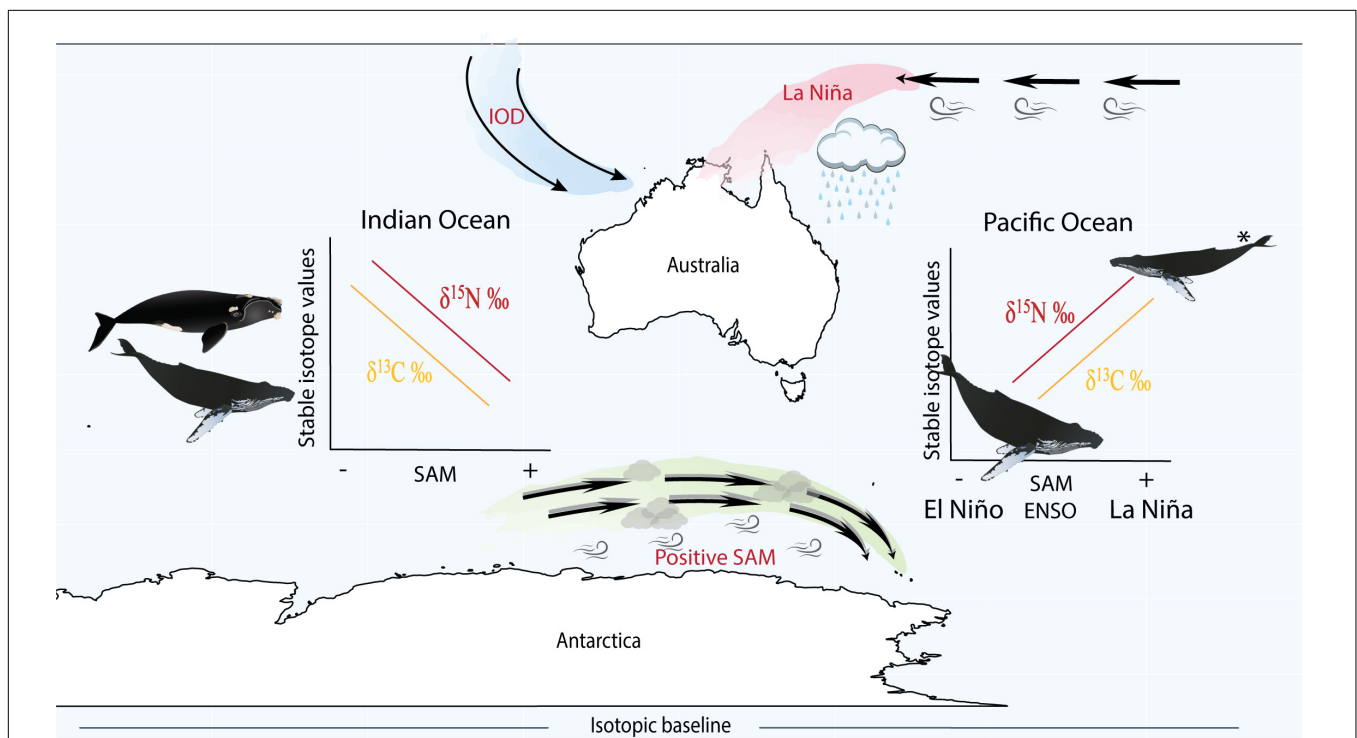 IOD
La Niña
Indian Ocean
Stable isotope values
δ¹⁵N ‰
δ¹³C ‰
-
SAM
+
Australia
Pacific Ocean
*
Stable isotope values
δ¹⁵N ‰
δ¹³C ‰
-
SAM
+
El Niño
ENSO
La Niña
Positive SAM
Antarctica
Isotopic baseline